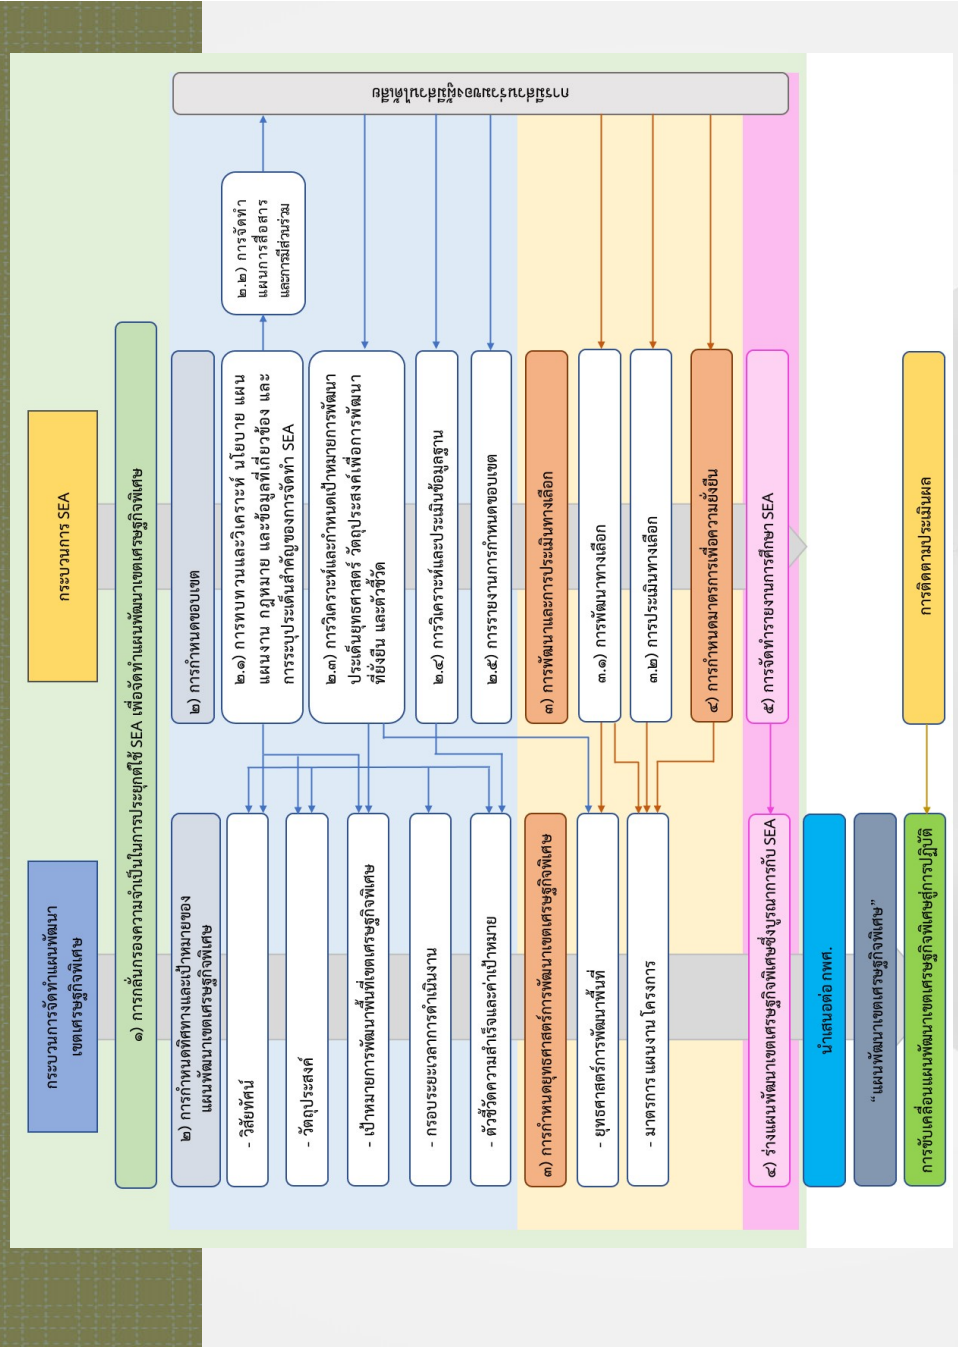 กระบวนการจัดทำแผนพัฒนา
เขตเศรษฐกิจพิเศษ
กระบวนการ SEA
๑) การกลั่นกรองความจำเป็นในการประยุกต์ใช้ SEA เพื่อจัดทำแผนพัฒนาเขตเศรษฐกิจพิเศษ
๒) การกำหนดทิศทางและเป้าหมายของ
แผนพัฒนาเขตเศรษฐกิจพิเศษ
- วิสัยทัศน์
- วัตถุประสงค์
- เป้าหมายการพัฒนาพื้นที่เขตเศรษฐกิจพิเศษ
- กรอบระยะเวลาการดำเนินงาน
- ตัวชี้วัดความสำเร็จและค่าเป้าหมาย
๒) การกำหนดขอบเขต
๒.๑) การทบทวนและวิเคราะห์ นโยบาย แผน
แผนงาน กฎหมาย และข้อมูลที่เกี่ยวข้อง และ
การระบุประเด็นสำคัญของการจัดทำ SEA
๒.๒) การจัดทำ
แผนการสื่อสาร
และการมีส่วนร่วม
๒.๓) การวิเคราะห์และกำหนดเป้าหมายการพัฒนา
ประเด็นยุทธศาสตร์ วัตถุประสงค์เพื่อการพัฒนา
ที่ยั่งยืน และตัวชี้วัด
๒.๔) การวิเคราะห์และประเมินข้อมูลฐาน
๒.๕) การรายงานการกำหนดขอบเขต
การมีส่วนร่วมของผู้มีส่วนได้เสีย
๓) การกำหนดยุทธศาสตร์การพัฒนาเขตเศรษฐกิจพิเศษ
- ยุทธศาสตร์การพัฒนาพื้นที่
- มาตรการ แผนงาน โครงการ
๓) การพัฒนาและการประเมินทางเลือก
๓.๑) การพัฒนาทางเลือก
๓.๒) การประเมินทางเลือก
๔) การกำหนดมาตรการเพื่อความยั่งยืน
๔) ร่างแผนพัฒนาเขตเศรษฐกิจพิเศษซึ่งบูรณาการกับ SEA
๕) การจัดทำรายงานการศึกษา SEA
นำเสนอต่อ กพศ.
“แผนพัฒนาเขตเศรษฐกิจพิเศษ”
การขับเคลื่อนแผนพัฒนาเขตเศรษฐกิจพิเศษสู่การปฏิบัติ
การติดตามประเมินผล